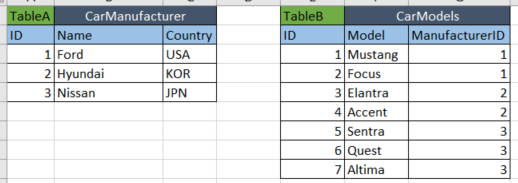 TableA CarManufacturer
ID Name Country
1 Ford USA
2 Hyundai KOR
3 Nissan JPN
TableB CarModels
ID Model ManufacturerID
1 Mustang 1
2 Focus 1
3 Elantra 2
4 Accent 2
5 Sentra 3
6 Quest 3
7 Altima 3